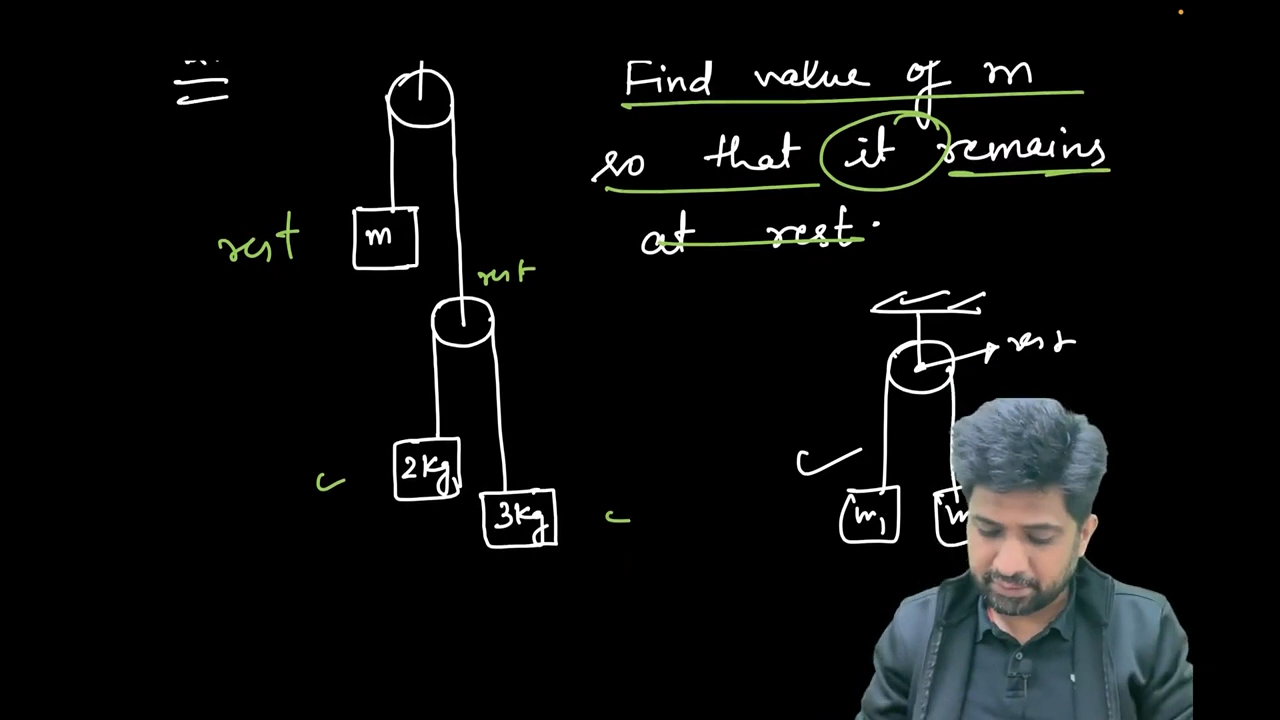 Find value of m
so that it remains
at rest.
m
rest
rest
2kg
3kg
rest
m₁
m